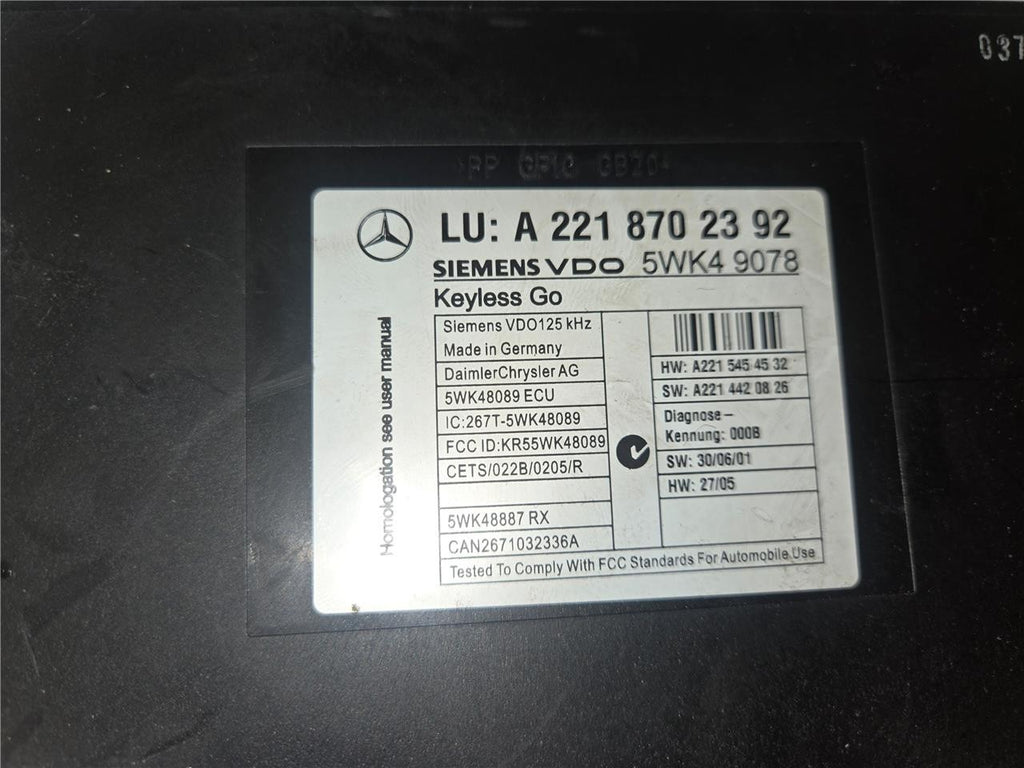 037
LU: A 221 870 23 92
SIEMENS VDO 5WK4 9078
Keyless Go
Homologation see user manual
Siemens VDO125 kHz
Made in Germany
DaimlerChrysler AG
5WK48089 ECU
IC:267T-5WK48089
FCC ID:KR55WK48089
CETS/022B/0205/R
5WK48887 RX
CAN2671032336A
HW: A221 545 45 32
SW: A221 442 08 26
Diagnose –
Kennung: 000B
SW: 30/06/01
HW: 27/05
Tested To Comply With FCC Standards For Automobile Use